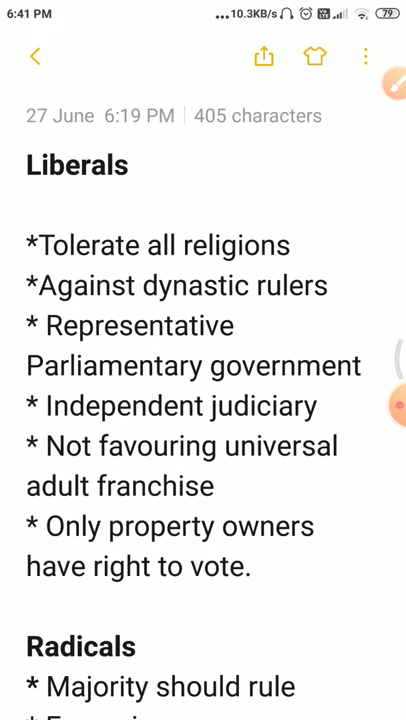 6:41 PM
...10.3KB/s
79
27 June 6:19 PM | 405 characters
Liberals
*Tolerate all religions
*Against dynastic rulers
* Representative
Parliamentary government
* Independent judiciary
* Not favouring universal
adult franchise
* Only property owners
have right to vote.
Radicals
* Majority should rule